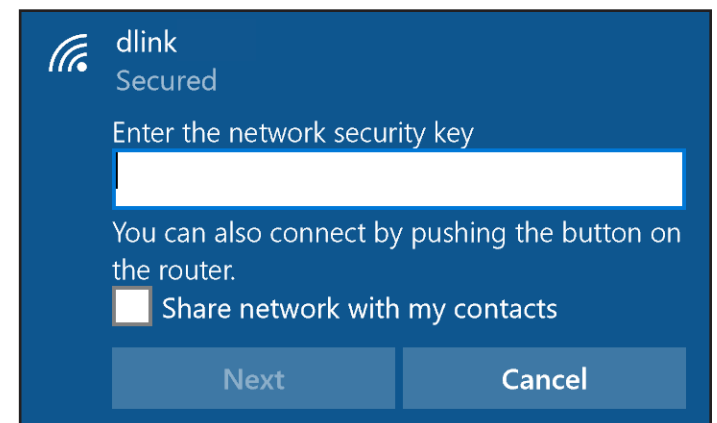 dlink
Secured
Enter the network security key
You can also connect by pushing the button on
the router.
Share network with my contacts
Next
Cancel